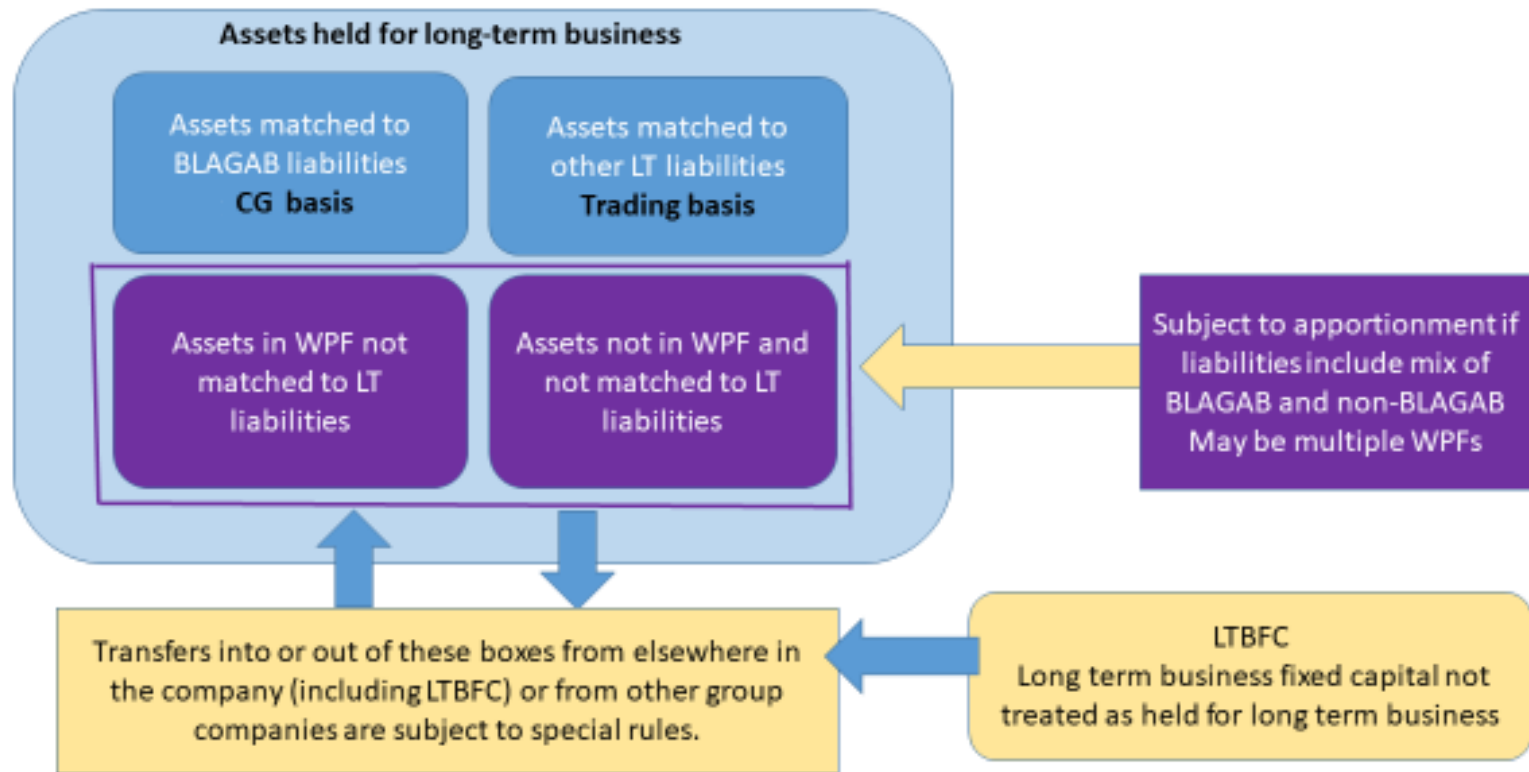 Assets held for long-term business
Assets matched to
BLAGAB liabilities
CG basis
Assets matched to
other LT liabilities
Trading basis
Assets in WPF not
matched to LT
liabilities
Assets not in WPF and
not matched to LT
liabilities
Subject to apportionment if
liabilities include mix of
BLAGAB and non-BLAGAB
May be multiple WPFs
Transfers into or out of these boxes from elsewhere in
the company (including LTBFC) or from other group
companies are subject to special rules.
LTBFC
Long term business fixed capital not
treated as held for long term business